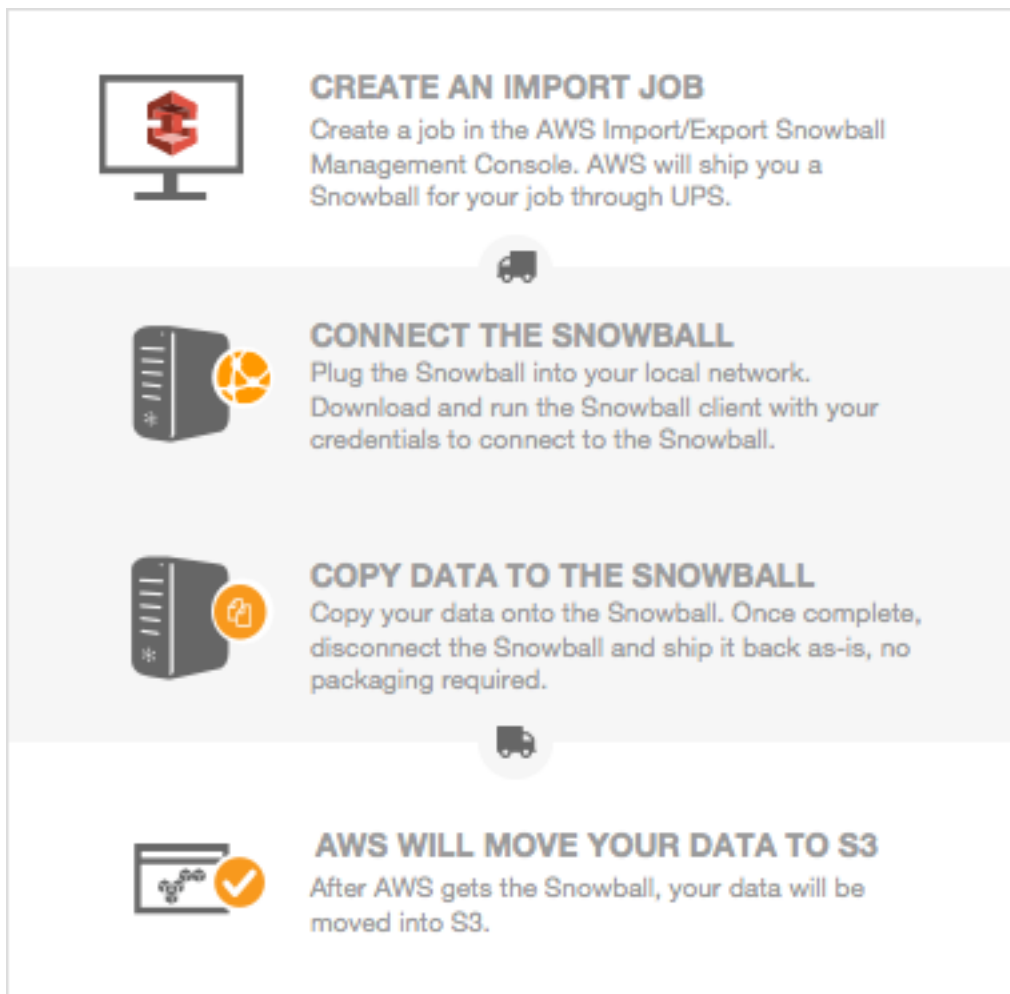 CREATE AN IMPORT JOB
Create a job in the AWS Import/Export Snowball
Management Console. AWS will ship you a
Snowball for your job through UPS.
CONNECT THE SNOWBALL
Plug the Snowball into your local network.
Download and run the Snowball client with your
credentials to connect to the Snowball.
COPY DATA TO THE SNOWBALL
Copy your data onto the Snowball. Once complete,
disconnect the Snowball and ship it back as-is, no
packaging required.
AWS WILL MOVE YOUR DATA TO S3
After AWS gets the Snowball, your data will be
moved into S3.